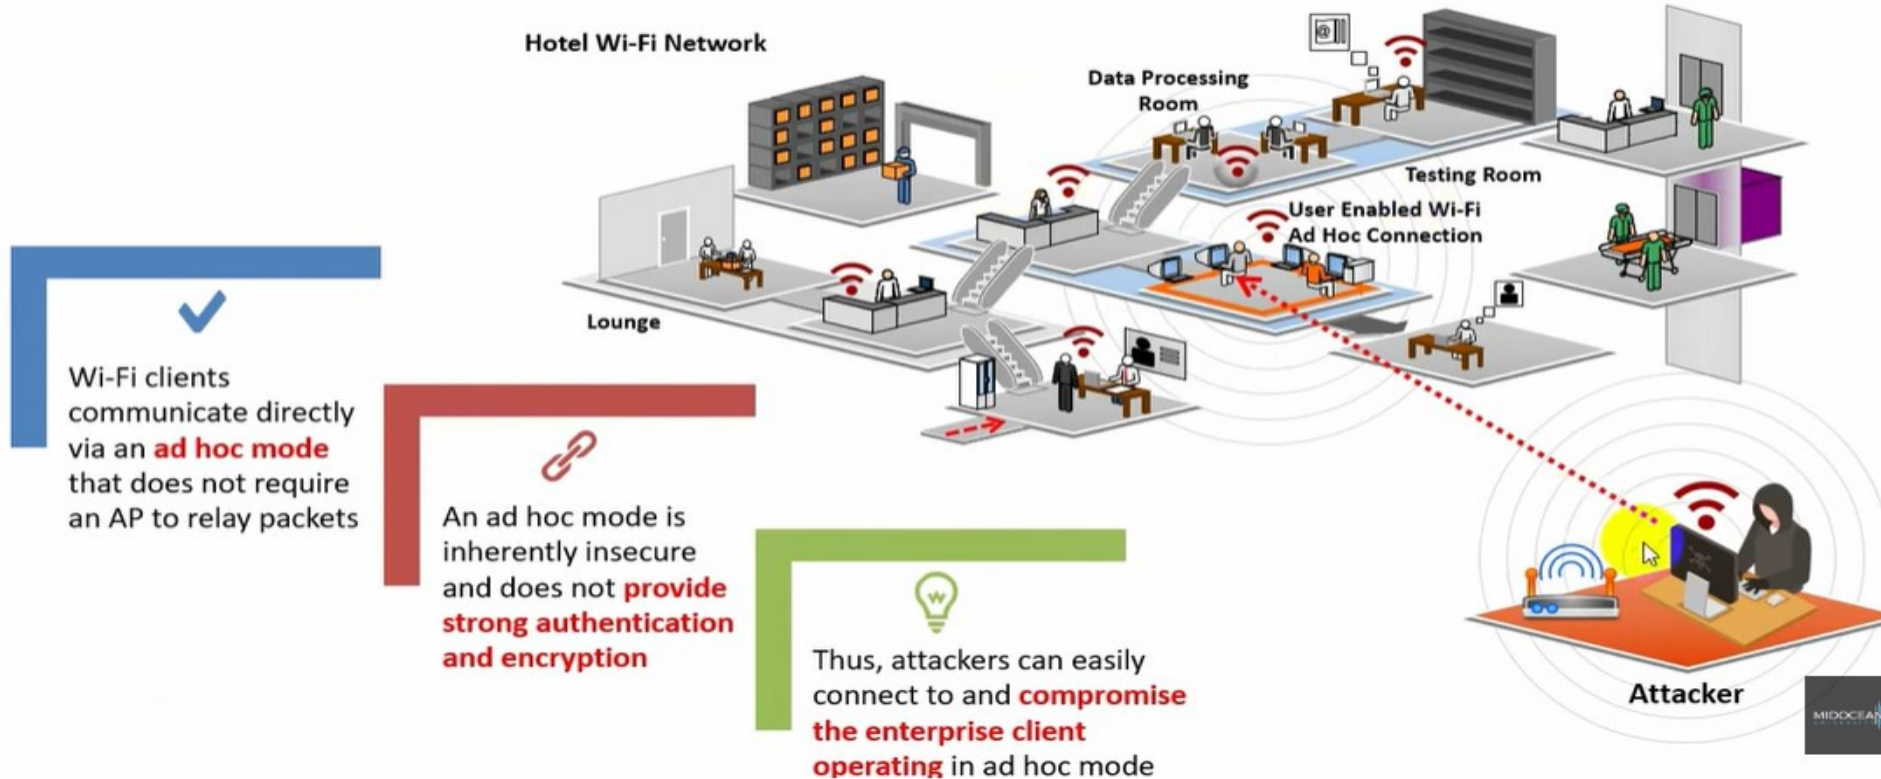 Hotel Wi-Fi Network
Data Processing
Room
Testing Room
User Enabled Wi-Fi
Ad Hoc Connection
Lounge
Wi-Fi clients
communicate directly
via an ad hoc mode
that does not require
an AP to relay packets
An ad hoc mode is
inherently insecure
and does not provide
strong authentication
and encryption
Thus, attackers can easily
connect to and compromise
the enterprise client
operating in ad hoc mode
Attacker
MIDOCEAN